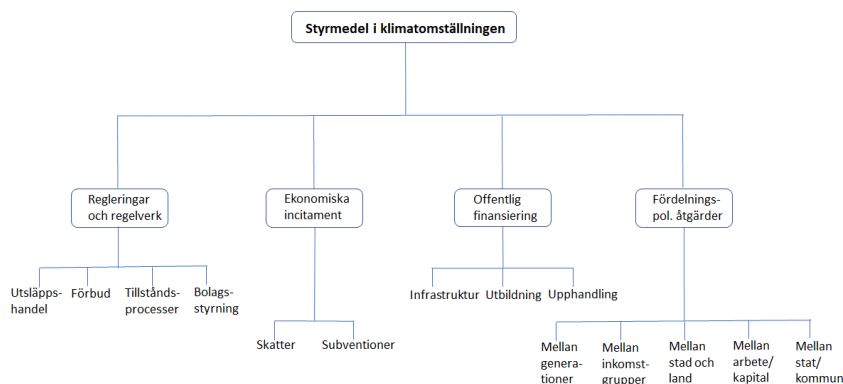 Styrmedel i klimatomställningen
Regleringar
och regelverk
Ekonomiska
incitament
Offentlig
finansiering
Fördelnings-
pol. åtgärder
Utsläpps-
handel
Förbud
Tillstånds-
processer
Bolags-
styrning
Skatter
Subventioner
Infrastruktur
Utbildning
Upphandling
Mellan
genera-
tioner
Mellan
inkomst-
grupper
Mellan
stad och
land
Mellan
arbete/
kapital
Mellan
stat/
kommun